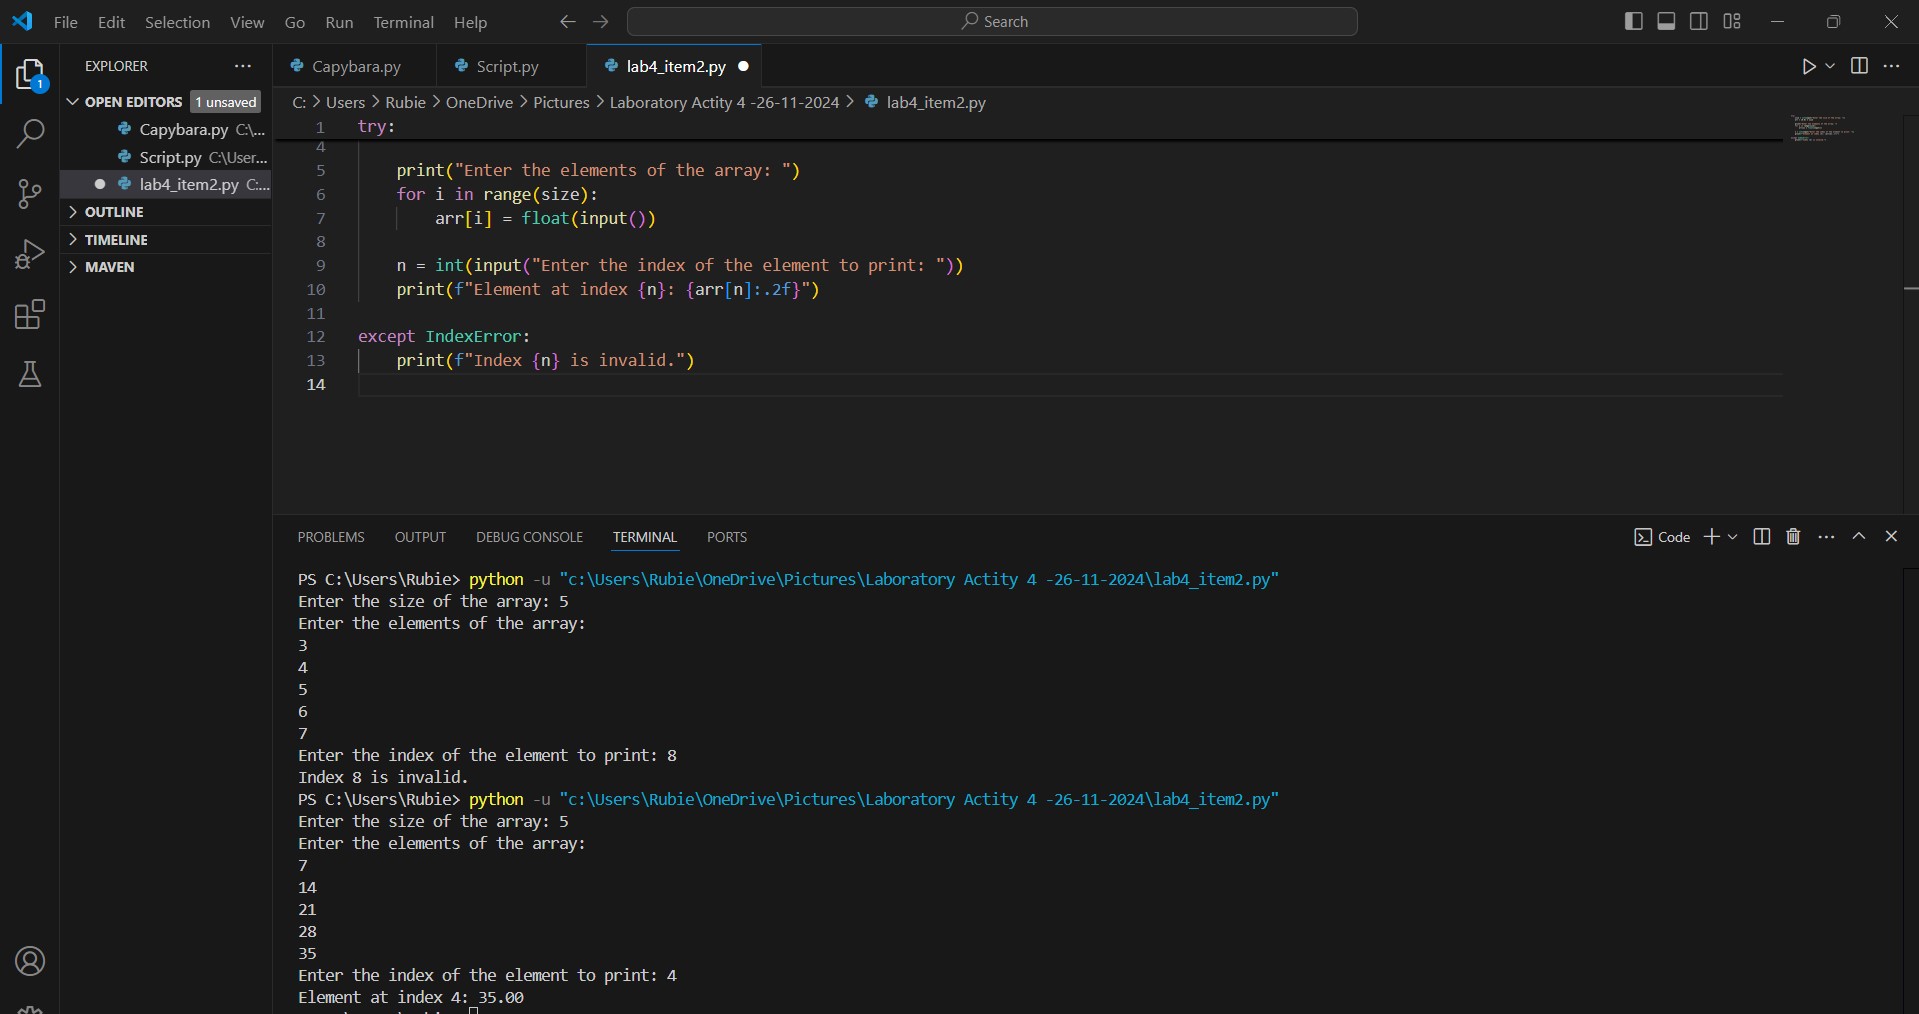 File Edit Selection View Go Run Terminal Help Search
EXPLORER
OPEN EDITORS 1 unsaved
Capybara.py C:\...
Script.py C:\User...
lab4_item2.py C:...
OUTLINE
TIMELINE
MAVEN
1
Capybara.py Script.py lab4_item2.py
C: > Users > Rubie > OneDrive > Pictures > Laboratory Actity 4 -26-11-2024 > lab4_item2.py
1 try:
4
5 print("Enter the elements of the array: ")
6 for i in range(size):
7 arr[i] = float(input())
8
9 n = int(input("Enter the index of the element to print: "))
10 print(f"Element at index {n}: {arr[n]:.2f}")
11
12 except IndexError:
13 print(f"Index {n} is invalid.")
14
PROBLEMS OUTPUT DEBUG CONSOLE TERMINAL PORTS Code
PS C:\Users\Rubie> python -u "c:\Users\Rubie\OneDrive\Pictures\Laboratory Actity 4 -26-11-2024\lab4_item2.py"
Enter the size of the array: 5
Enter the elements of the array:
3
4
5
6
7
Enter the index of the element to print: 8
Index 8 is invalid.
PS C:\Users\Rubie> python -u "c:\Users\Rubie\OneDrive\Pictures\Laboratory Actity 4 -26-11-2024\lab4_item2.py"
Enter the size of the array: 5
Enter the elements of the array:
7
14
21
28
35
Enter the index of the element to print: 4
Element at index 4: 35.00